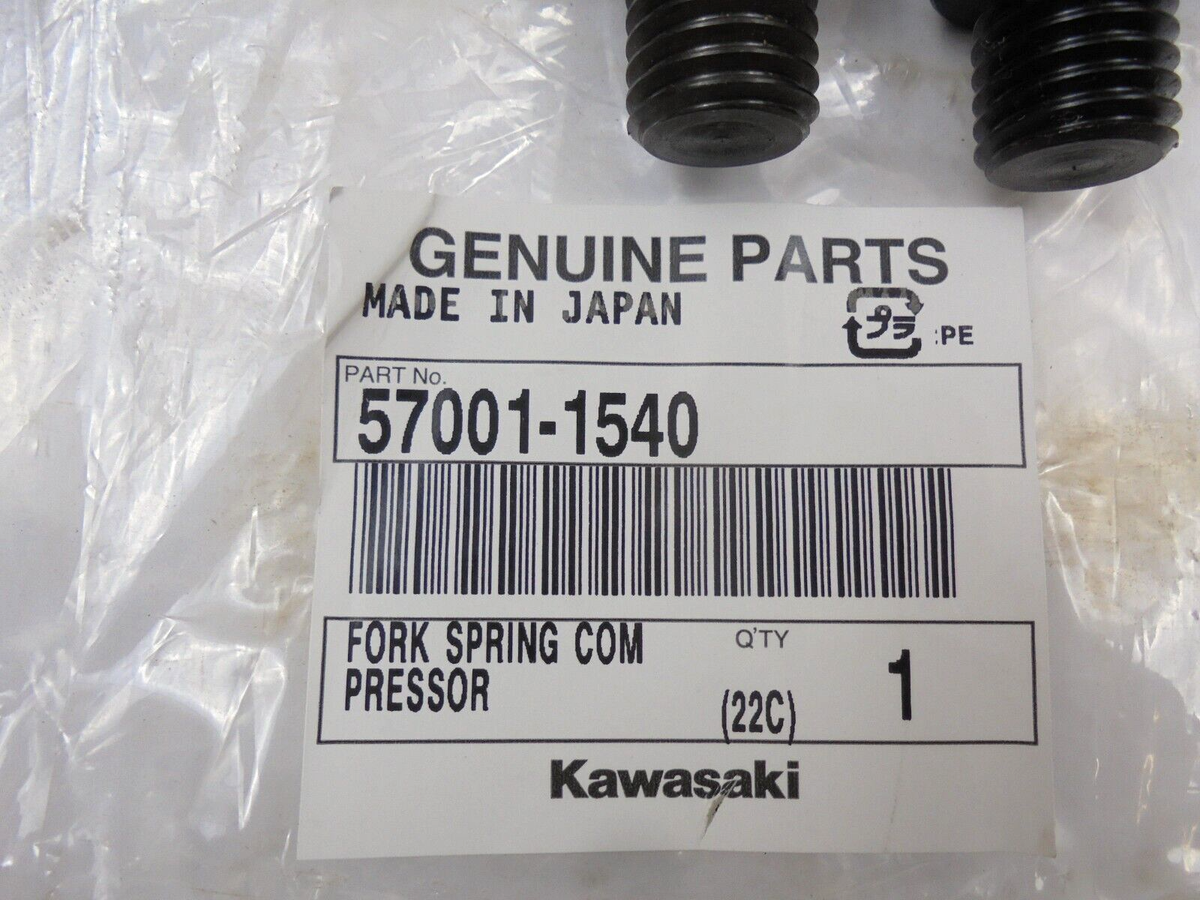 GENUINE PARTS
MADE IN JAPAN
プラ :PE
PART No.
57001-1540
FORK SPRING COM Q'TY
PRESSOR (22C) 1
Kawasaki